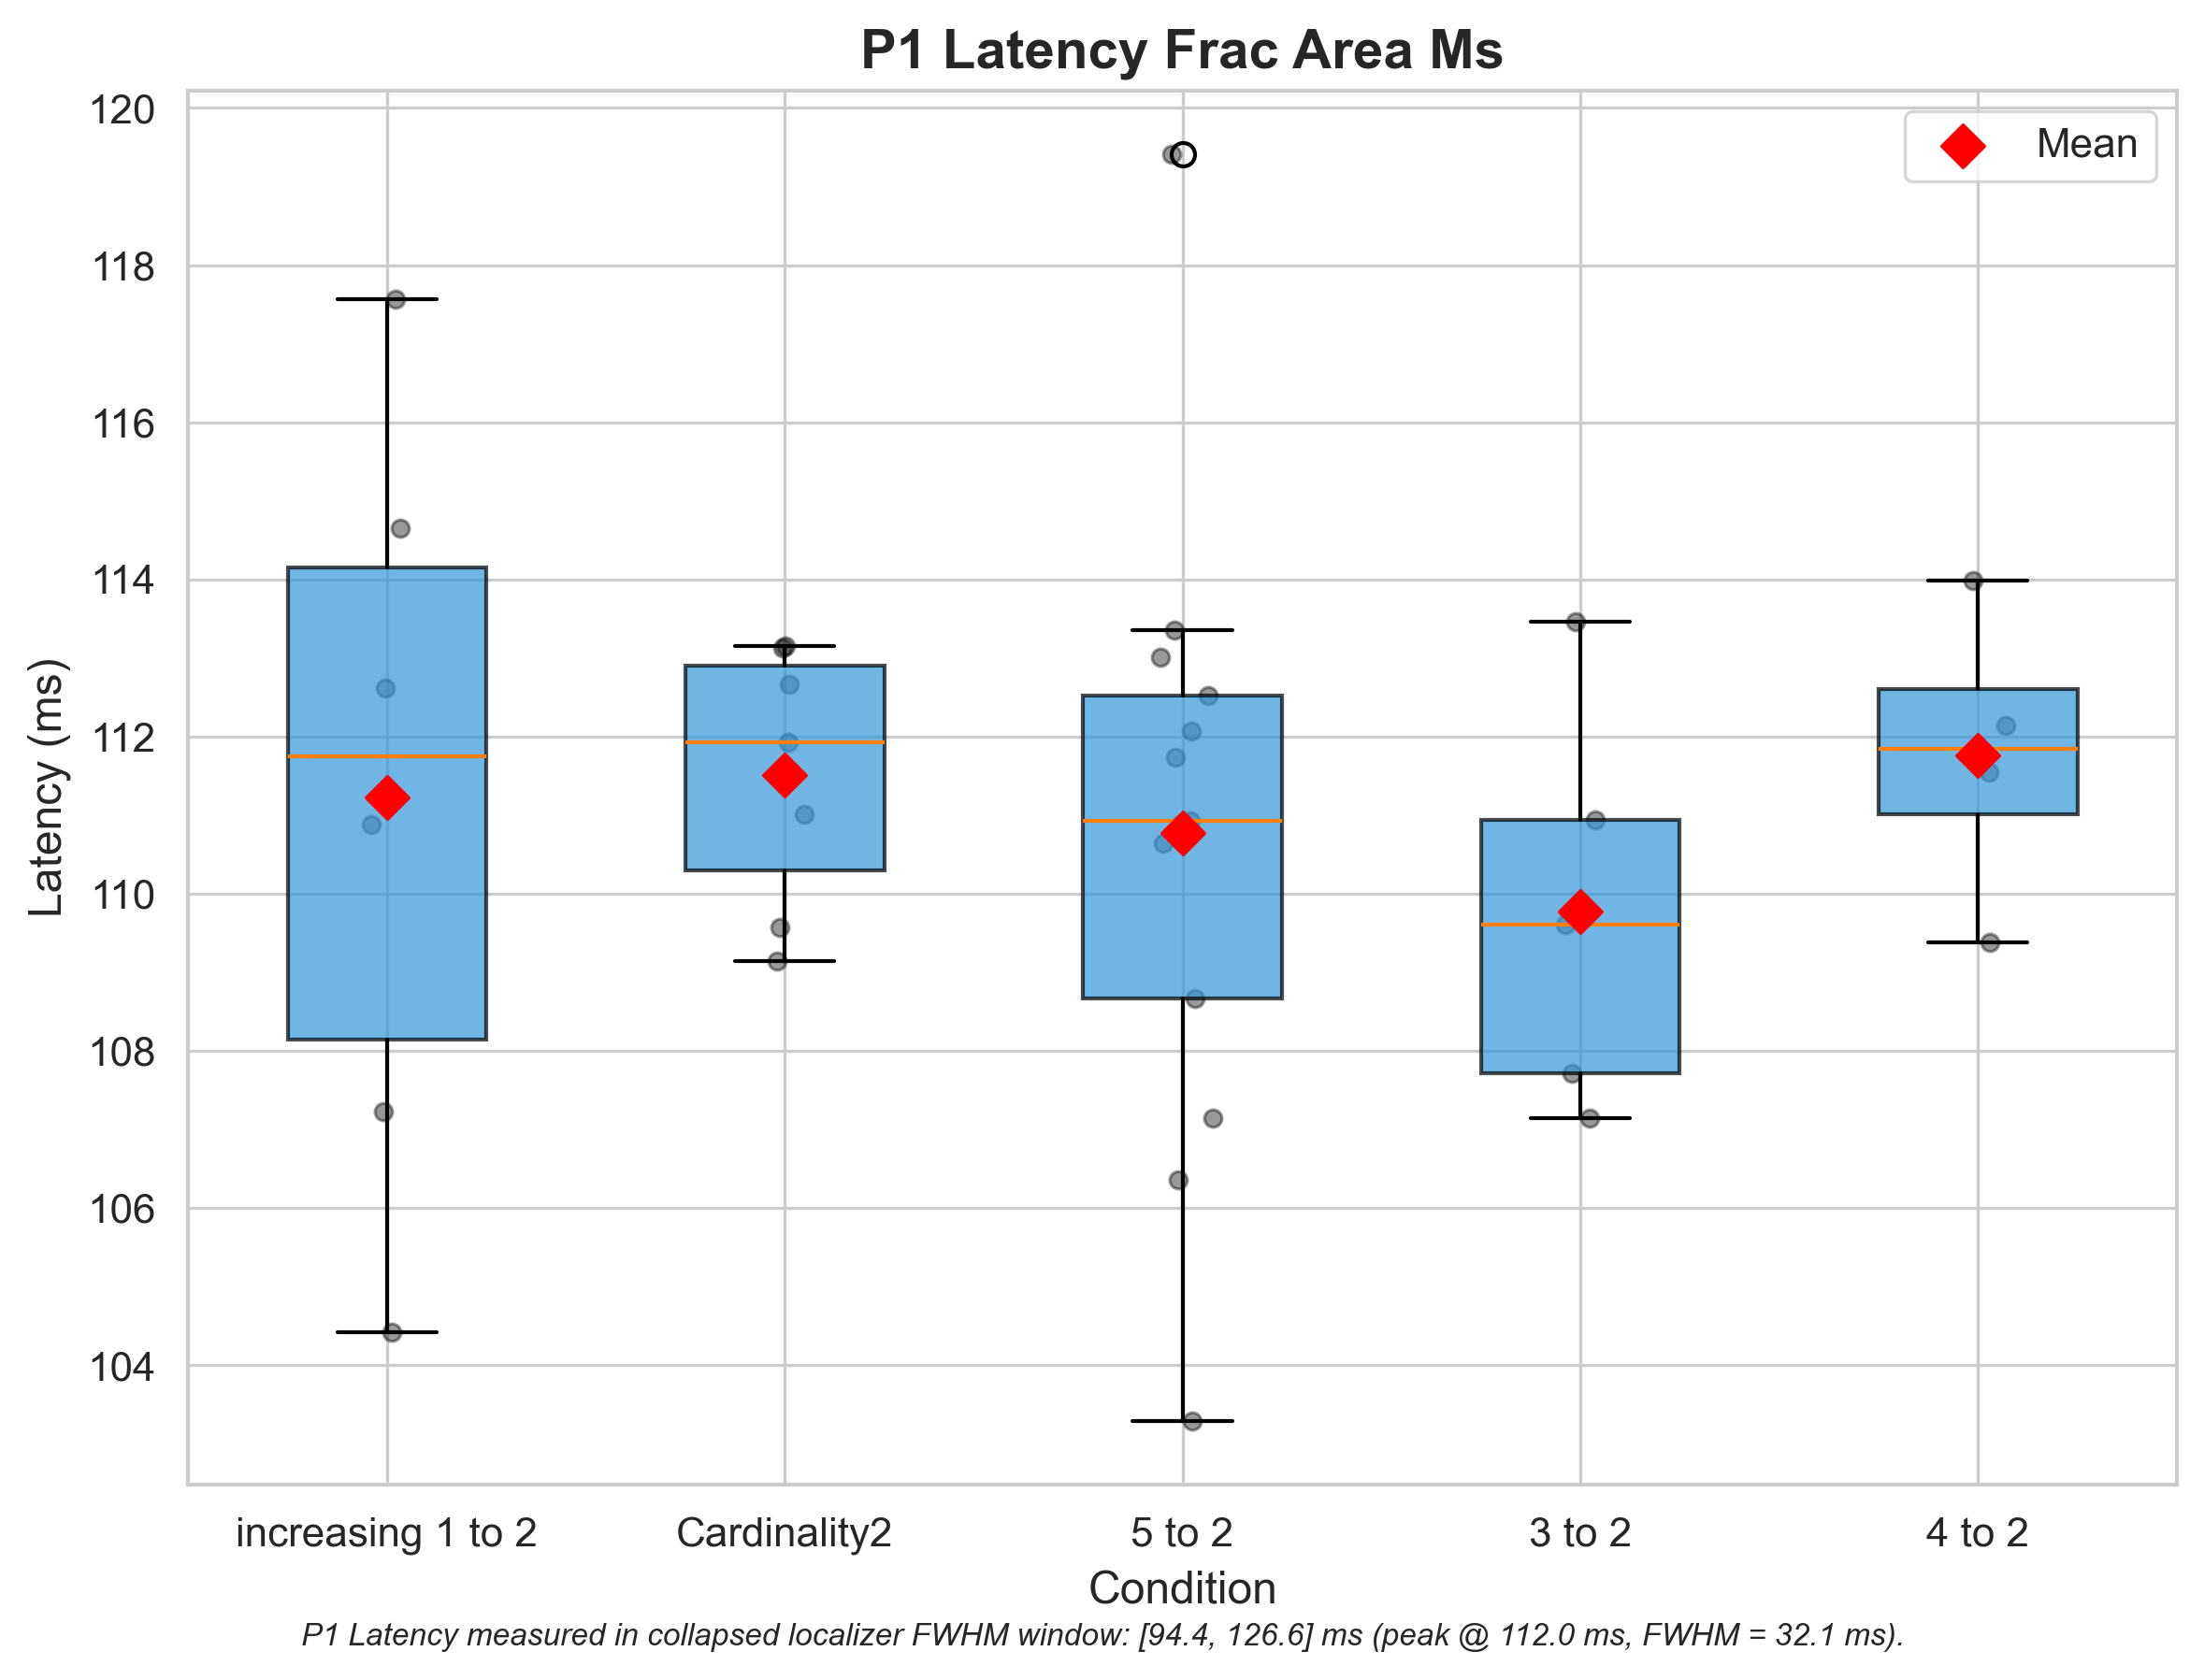 P1 Latency Frac Area Ms
120
118
116
114
112
110
108
106
104
Latency (ms)
Mean
increasing 1 to 2
Cardinality2
5 to 2
3 to 2
4 to 2
Condition
P1 Latency measured in collapsed localizer FWHM window: [94.4, 126.6] ms (peak @ 112.0 ms, FWHM = 32.1 ms).